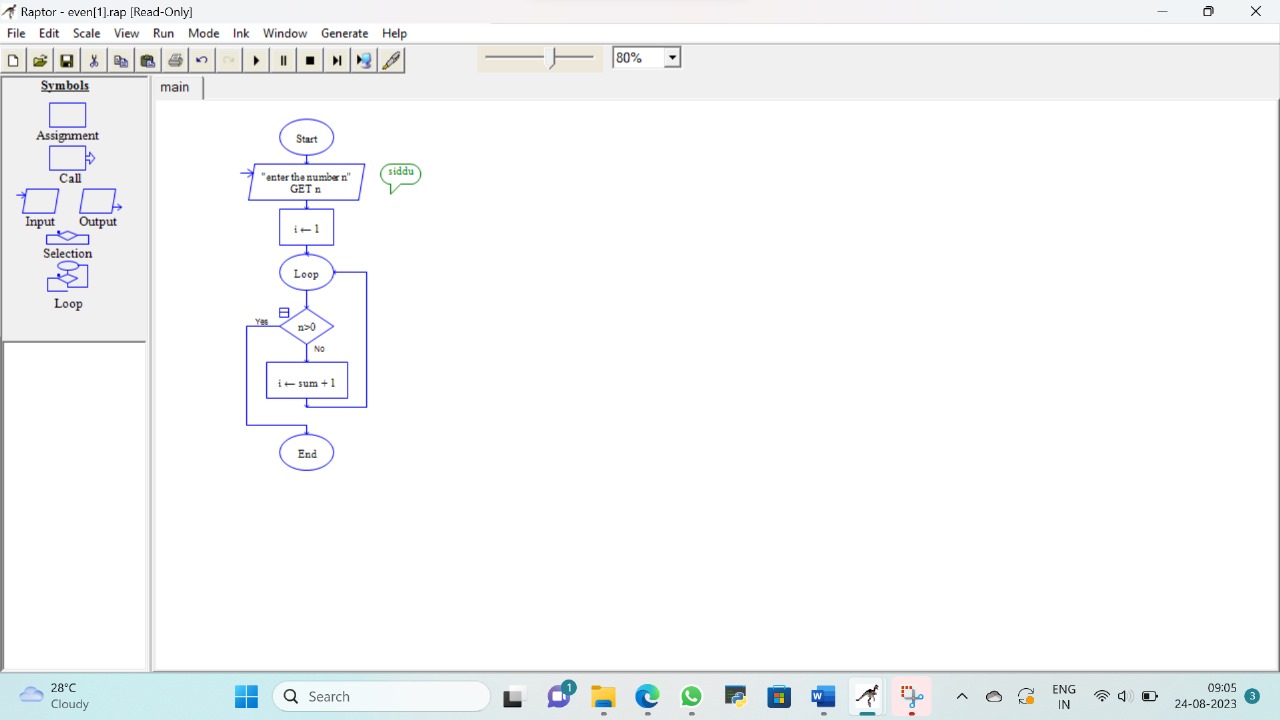 Raptor - even[1].rap [Read-Only]
File Edit Scale View Run Mode Ink Window Generate Help
80%
Symbols
Assignment
Call
Input Output
Selection
Loop
main
Start
"enter the number n"
GET n
siddu
i ← 1
Loop
Yes
n>0
No
i ← sum + 1
End
28°C
Cloudy
Search
1
ENG
IN
09:05
24-08-2023
3